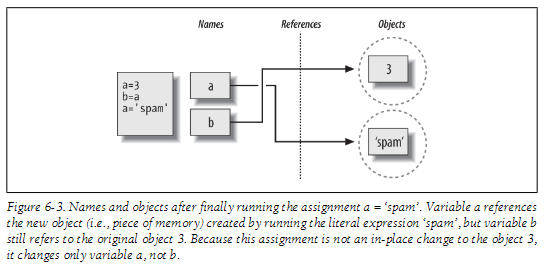 Names
References
Objects
a=3
b=a
a='spam'
a
b
3
'spam'
Figure 6-3. Names and objects after finally running the assignment a = ‘spam’. Variable a references
the new object (i.e., piece of memory) created by running the literal expression ‘spam’, but variable b
still refers to the original object 3. Because this assignment is not an in-place change to the object 3,
it changes only variable a, not b.